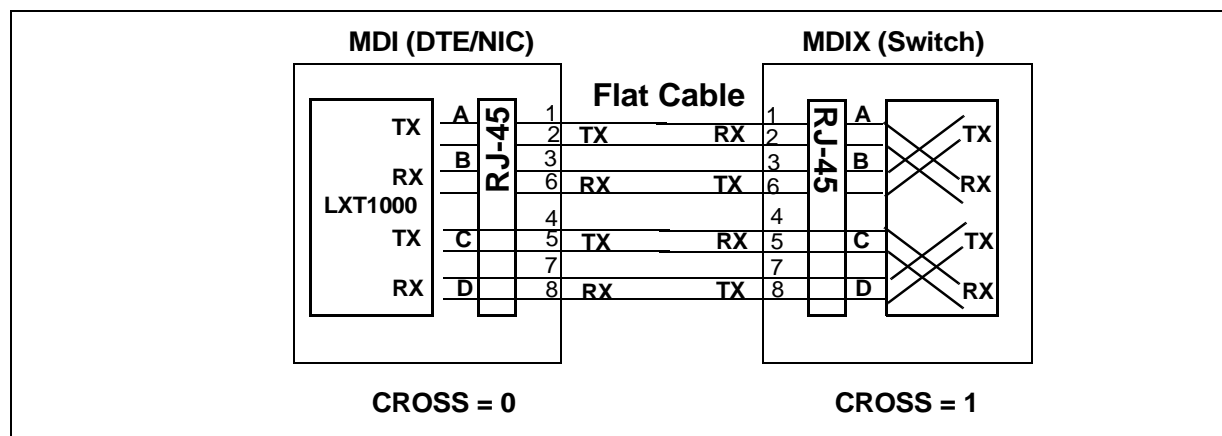 MDI (DTE/NIC)
MDIX (Switch)
Flat Cable
TX
RX
LXT1000
TX
RX
A
B
C
D
RJ-45
1
2
3
6
4
5
7
8
TX
RX
TX
RX
RX
TX
RX
TX
1
2
3
6
4
5
7
8
RJ-45
A
B
C
D
TX
RX
TX
RX
CROSS = 0
CROSS = 1